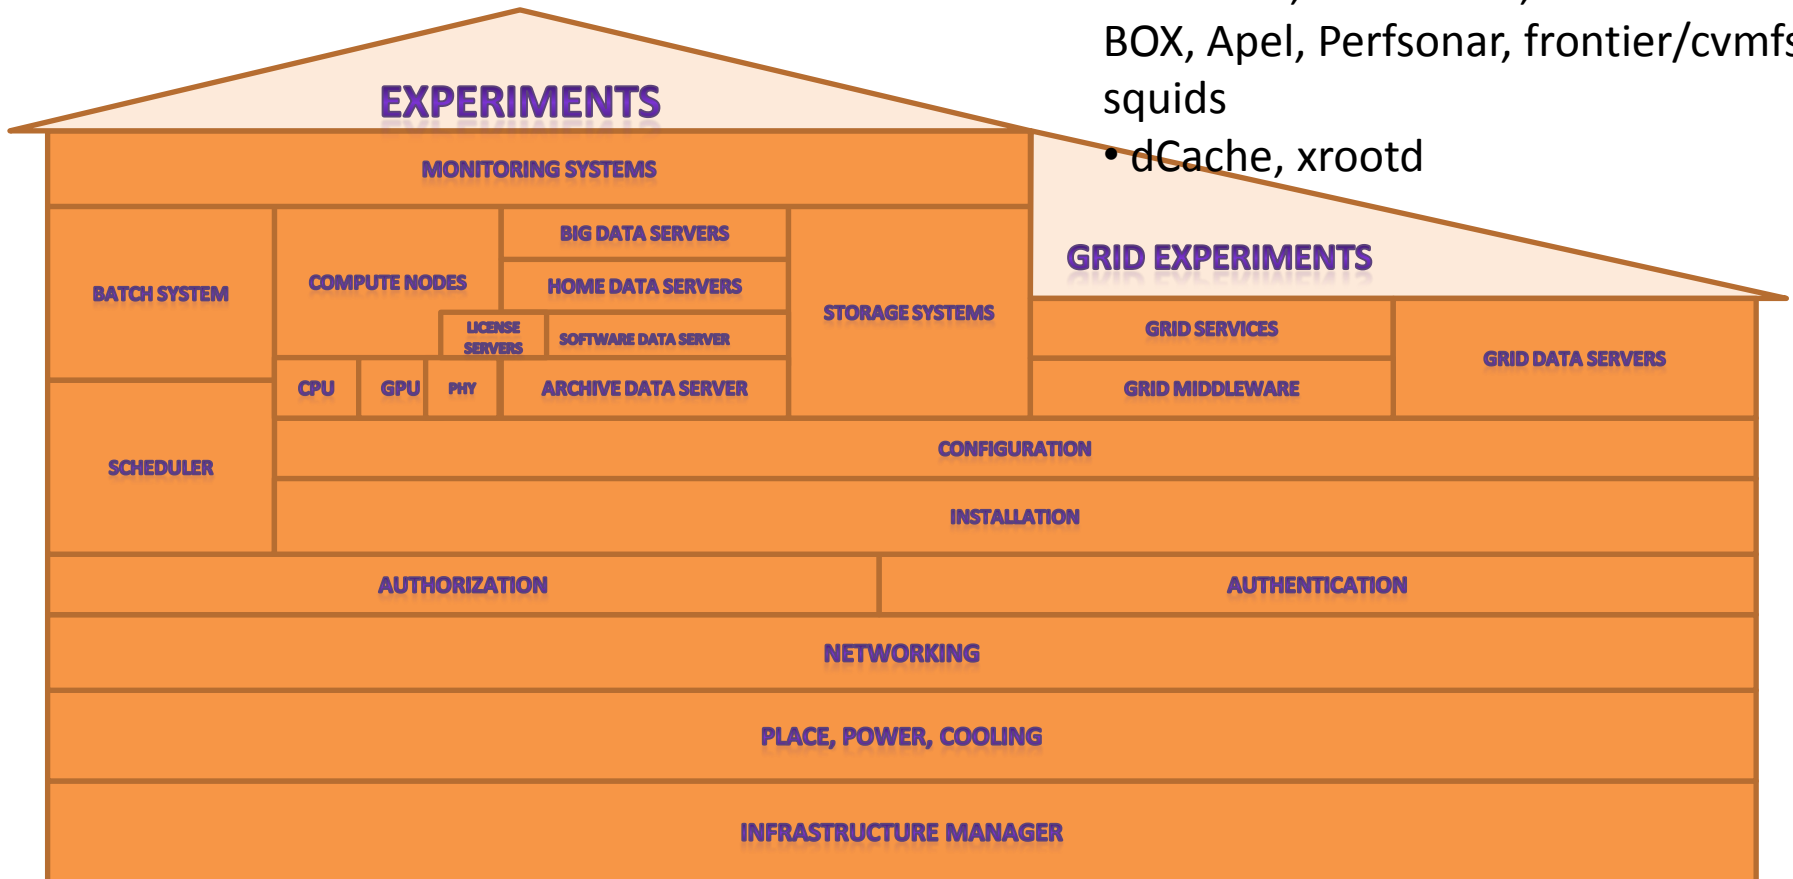 BOX, Apel, Perfsonar, frontier/cvmfs
squids
• dCache, xrootd
EXPERIMENTS
MONITORING SYSTEMS
GRID EXPERIMENTS
BATCH SYSTEM
COMPUTE NODES
BIG DATA SERVERS
HOME DATA SERVERS
LICENSE
SERVERS
SOFTWARE DATA SERVER
STORAGE SYSTEMS
GRID SERVICES
GRID DATA SERVERS
CPU
GPU
PHY
ARCHIVE DATA SERVER
GRID MIDDLEWARE
SCHEDULER
CONFIGURATION
INSTALLATION
AUTHORIZATION
AUTHENTICATION
NETWORKING
PLACE, POWER, COOLING
INFRASTRUCTURE MANAGER